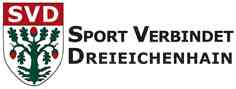 SVD
SPORT VERBINDET
DREIEICHENHAIN